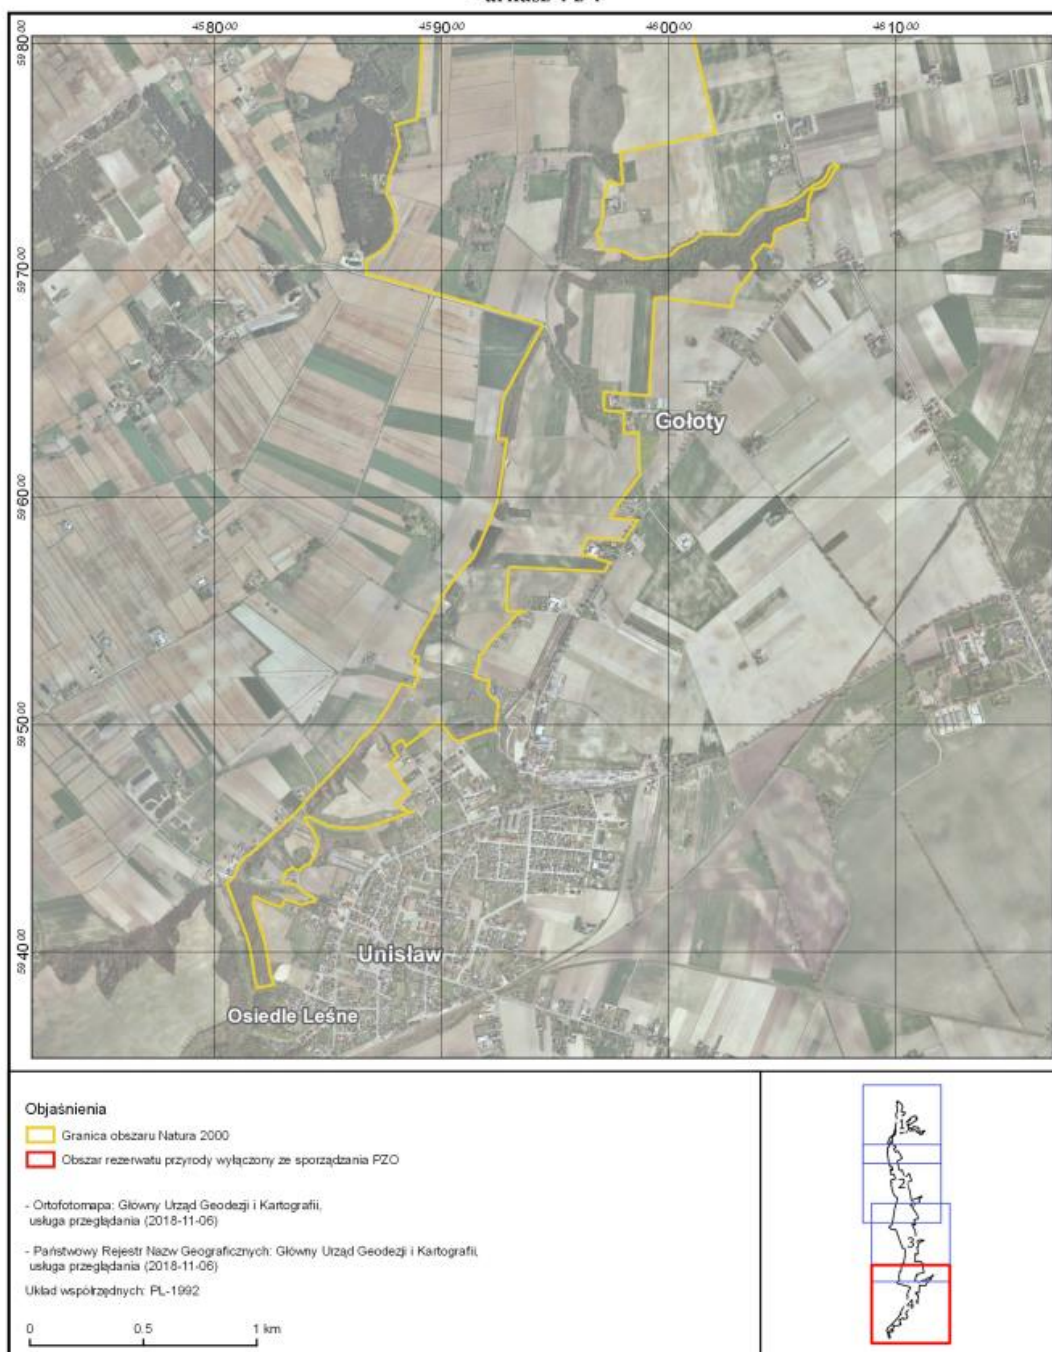 4580 00 4590 00 4600 00 4610 00
5980 00
5970 00
Gołoty
5960 00
5950 00
5940 00
Unisław
Osiedle Leśne
Objaśnienia
Granica obszaru Natura 2000
Obszar rezerwatu przyrody wyłączony ze sporządzania PZO
- Ortofotomapa: Główny Urząd Geodezji i Kartografii,
usługa przeglądania (2018-11-06)
- Państwowy Rejestr Nazw Geograficznych: Główny Urząd Geodezji i Kartografii,
usługa przeglądania (2018-11-06)
Układ współrzędnych: PL-1992
0 0.5 1 km
1
2
3
4